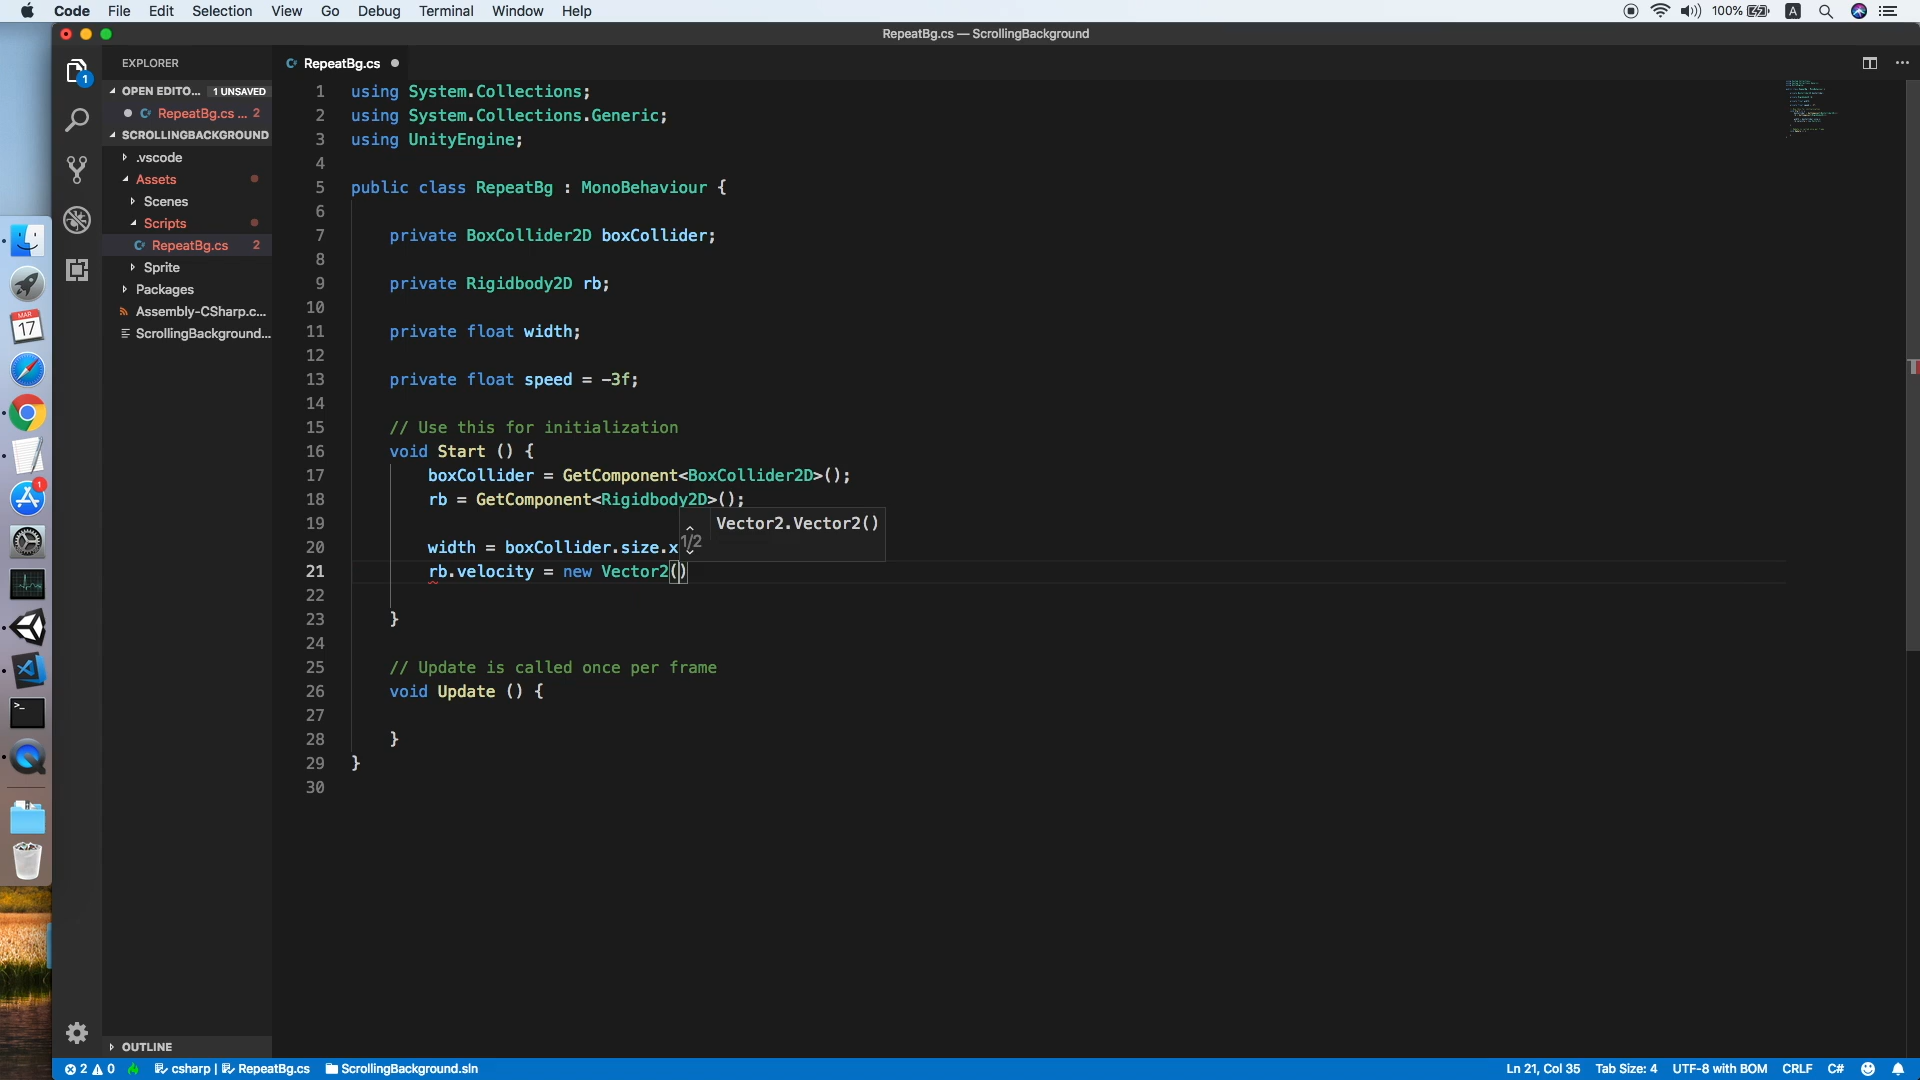 Code File Edit Selection View Go Debug Terminal Window Help 100% A
RepeatBg.cs — ScrollingBackground
EXPLORER
RepeatBg.cs
OPEN EDITO... 1 UNSAVED
RepeatBg.cs ... 2
SCROLLINGBACKGROUND
.vscode
Assets
Scenes
Scripts
RepeatBg.cs 2
Sprite
Packages
Assembly-CSharp.c...
ScrollingBackground...
1
MAR
17
1
1 using System.Collections;
2 using System.Collections.Generic;
3 using UnityEngine;
4
5 public class RepeatBg : MonoBehaviour {
6
7 private BoxCollider2D boxCollider;
8
9 private Rigidbody2D rb;
10
11 private float width;
12
13 private float speed = -3f;
14
15 // Use this for initialization
16 void Start () {
17 boxCollider = GetComponent<BoxCollider2D>();
18 rb = GetComponent<Rigidbody2D>();
19
Vector2.Vector2()
1/2
20 width = boxCollider.size.x
21 rb.velocity = new Vector2()
22
23 }
24
25 // Update is called once per frame
26 void Update () {
27
28 }
29 }
30
OUTLINE
2 0 csharp | RepeatBg.cs ScrollingBackground.sln Ln 21, Col 35 Tab Size: 4 UTF-8 with BOM CRLF C#